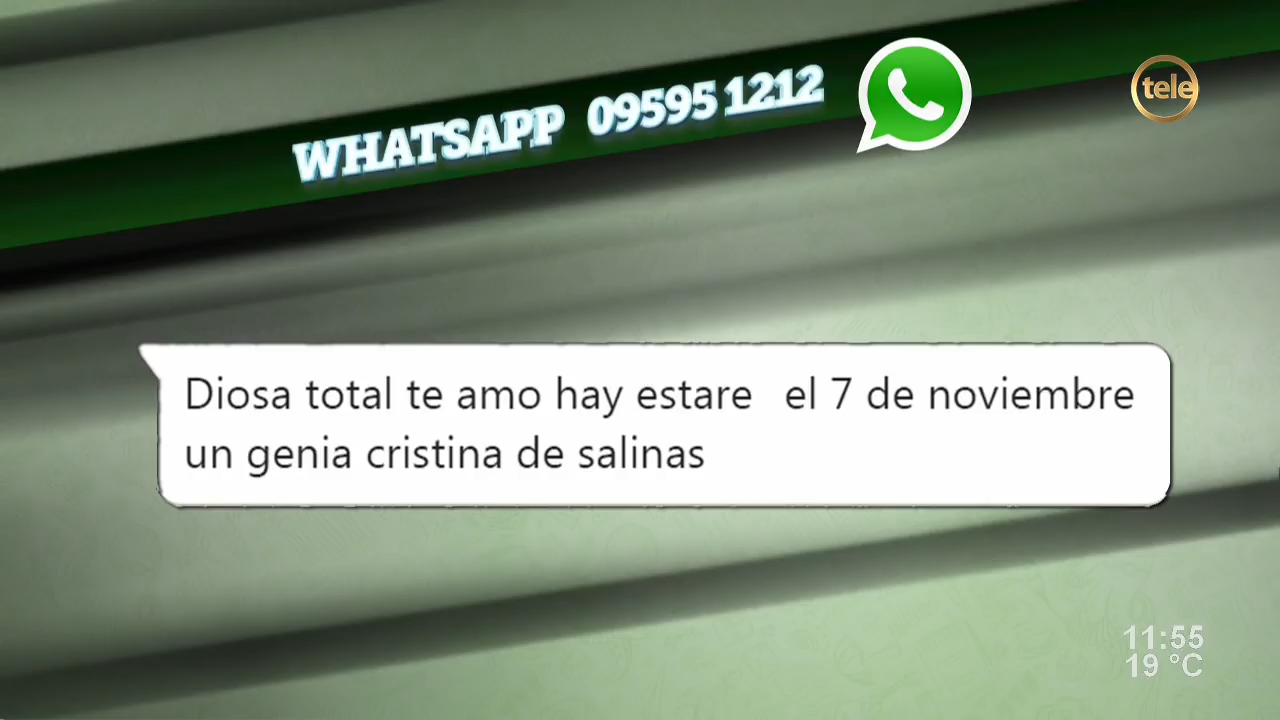 WHATSAPP 09595 1212
tele
Diosa total te amo hay estare el 7 de noviembre
un genia cristina de salinas
11:55
19 °C